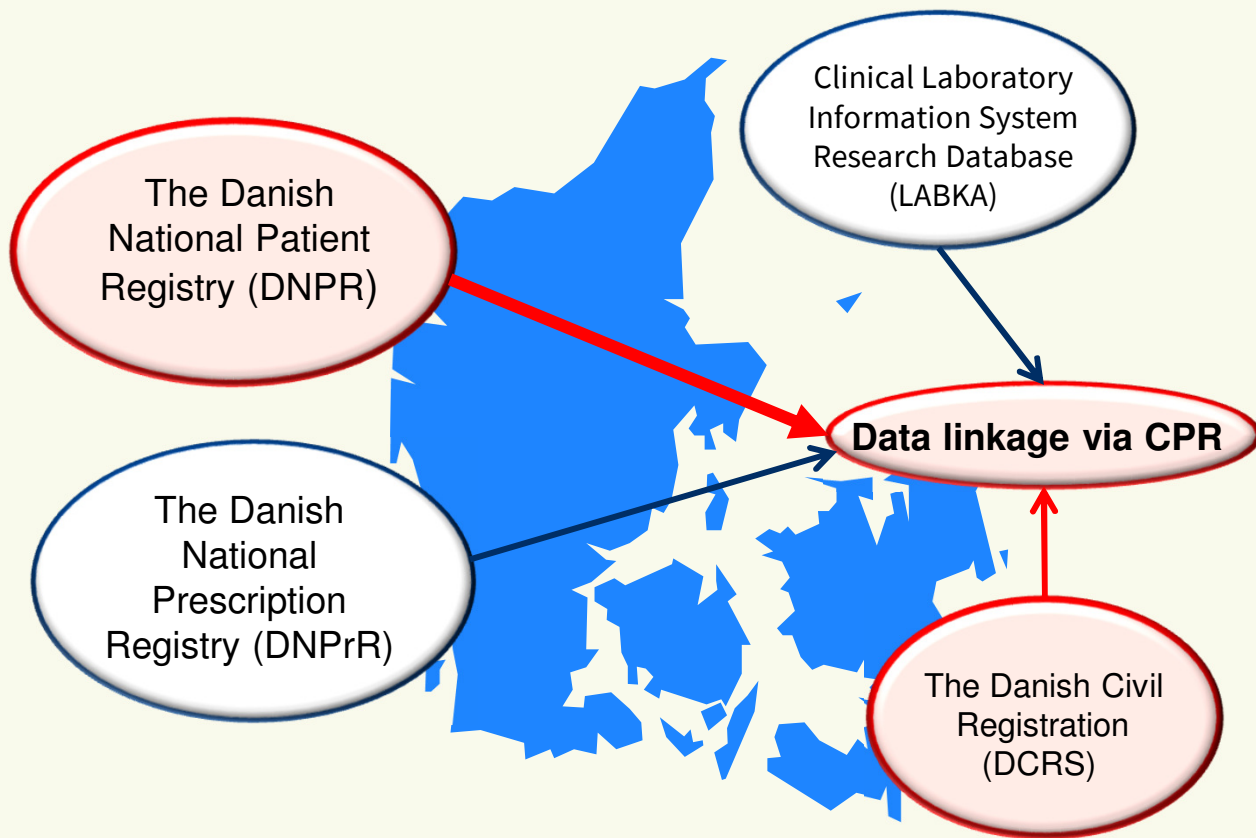 Clinical Laboratory
Information System
Research Database
(LABKA)
The Danish
National Patient
Registry (DNPR)
Data linkage via CPR
The Danish
National
Prescription
Registry (DNPrR)
The Danish Civil
Registration
(DCRS)